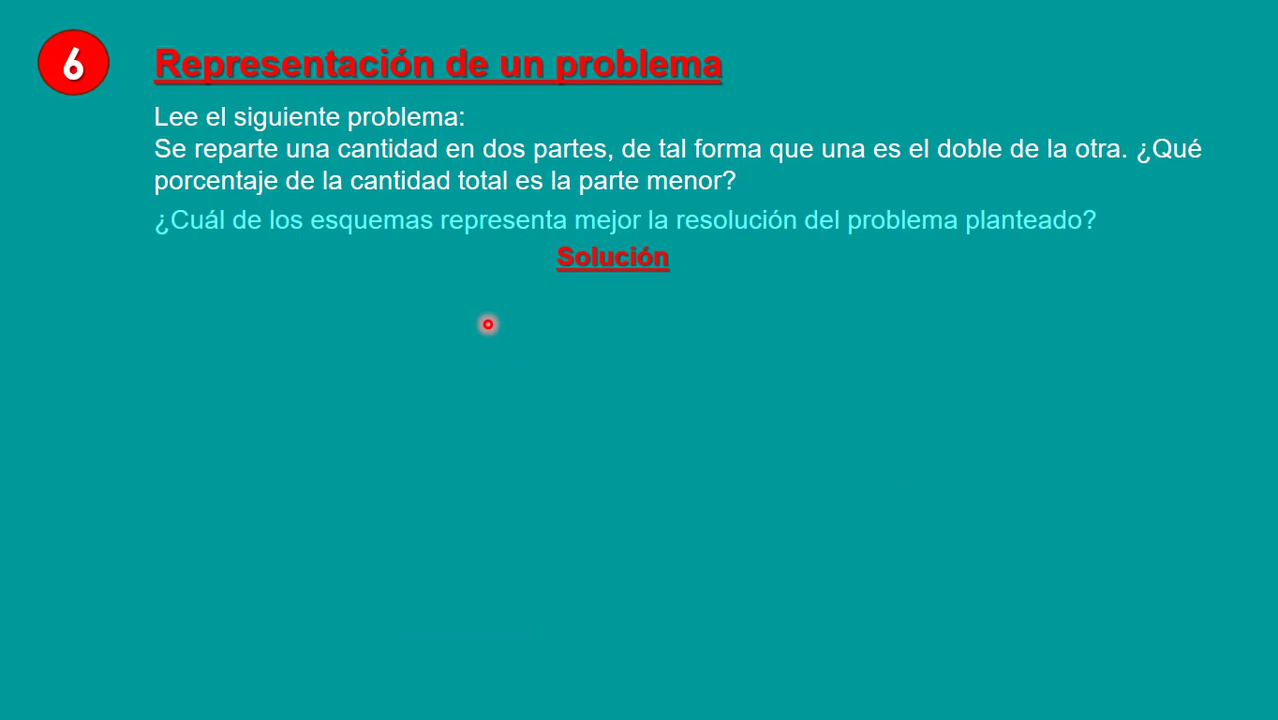 6
Representación de un problema
Lee el siguiente problema:
Se reparte una cantidad en dos partes, de tal forma que una es el doble de la otra. ¿Qué
porcentaje de la cantidad total es la parte menor?
¿Cuál de los esquemas representa mejor la resolución del problema planteado?
Solución